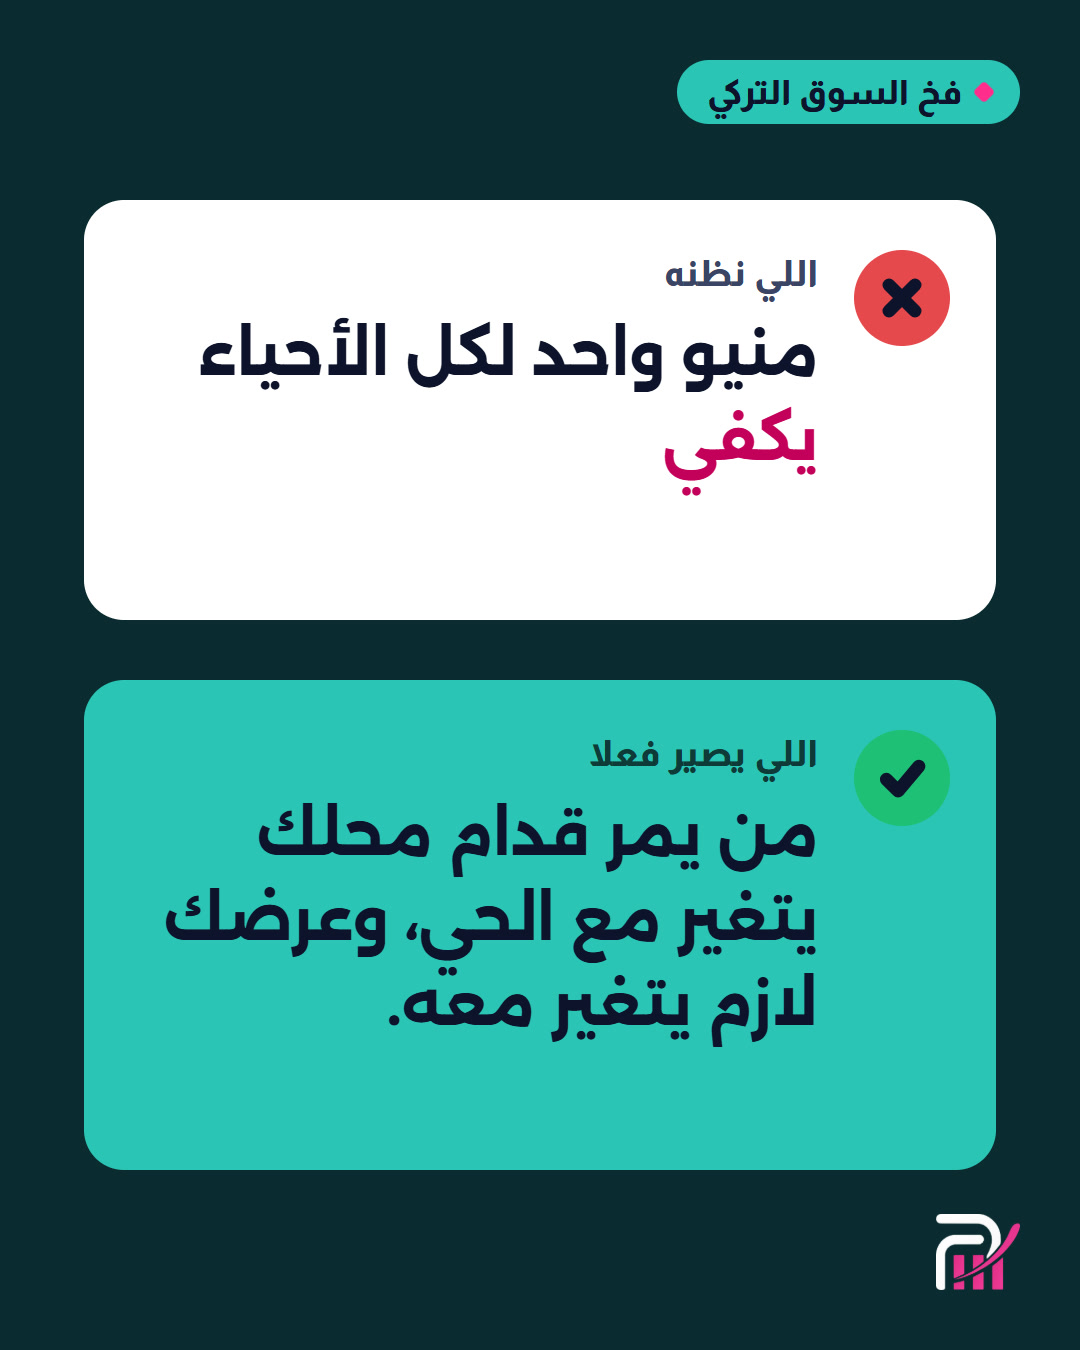 فخ السوق التركي
اللي نظنه
منيو واحد لكل الأحياء
يكفي
اللي يصير فعلا
من يمر قدام محلك
يتغير مع الحي، وعرضك
لازم يتغير معه.